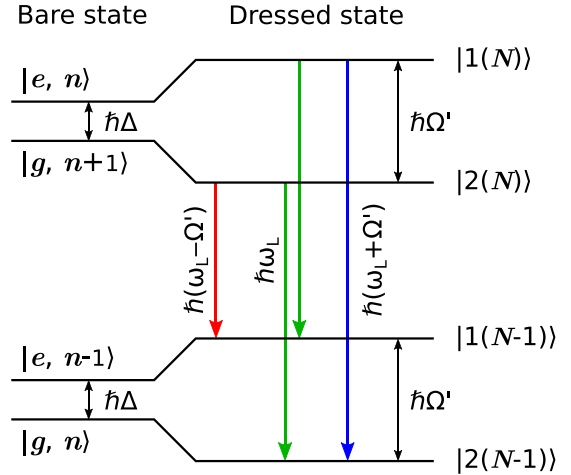 Bare state
Dressed state
|e, n⟩
|1(N)⟩
ħΔ
ħΩ'
|g, n+1⟩
|2(N)⟩
ħ(ω_L−Ω')
ħω_L
ħ(ω_L+Ω')
|e, n-1⟩
|1(N-1)⟩
ħΔ
ħΩ'
|g, n⟩
|2(N-1)⟩